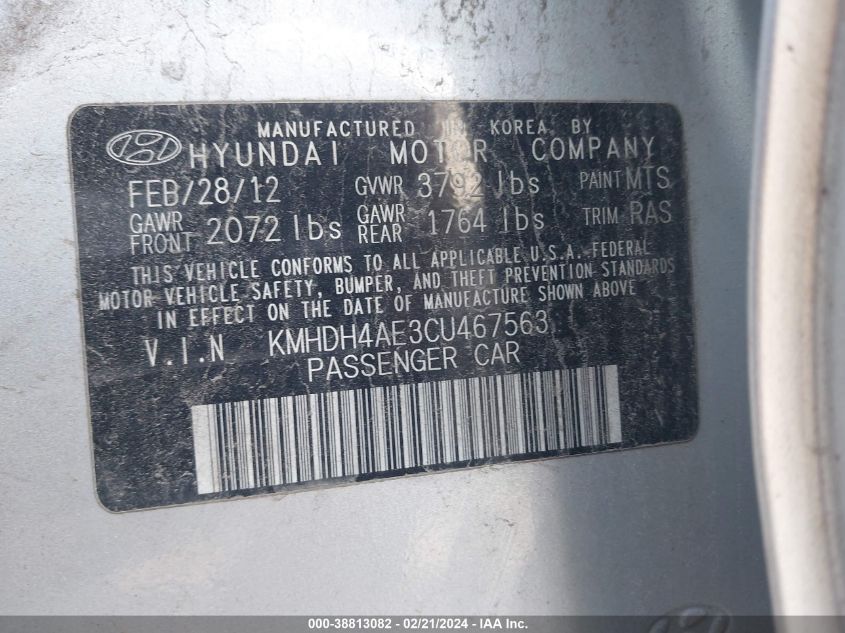 MANUFACTURED IN KOREA BY
HYUNDAI MOTOR COMPANY
FEB/28/12 GVWR 3792 lbs PAINT MTS
GAWR FRONT 2072 lbs GAWR REAR 1764 lbs TRIM RAS
THIS VEHICLE CONFORMS TO ALL APPLICABLE U.S.A. FEDERAL
MOTOR VEHICLE SAFETY, BUMPER, AND THEFT PREVENTION STANDARDS
IN EFFECT ON THE DATE OF MANUFACTURE SHOWN ABOVE
V.I.N KMHDH4AE3CU467563
PASSENGER CAR
000-38813082 - 02/21/2024 - IAA Inc.